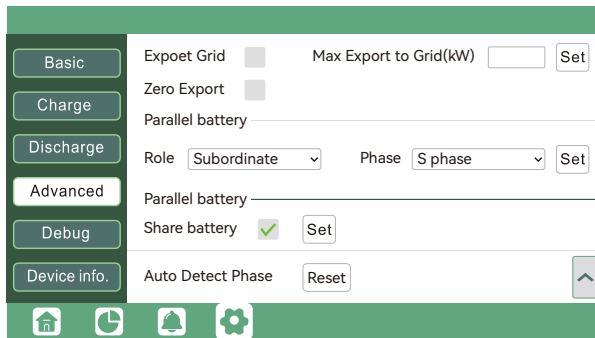 Basic
Charge
Discharge
Advanced
Debug
Device info.
Expoet Grid Max Export to Grid(kW) Set
Zero Export
Parallel battery
Role Subordinate Phase S phase Set
Parallel battery
Share battery Set
Auto Detect Phase Reset